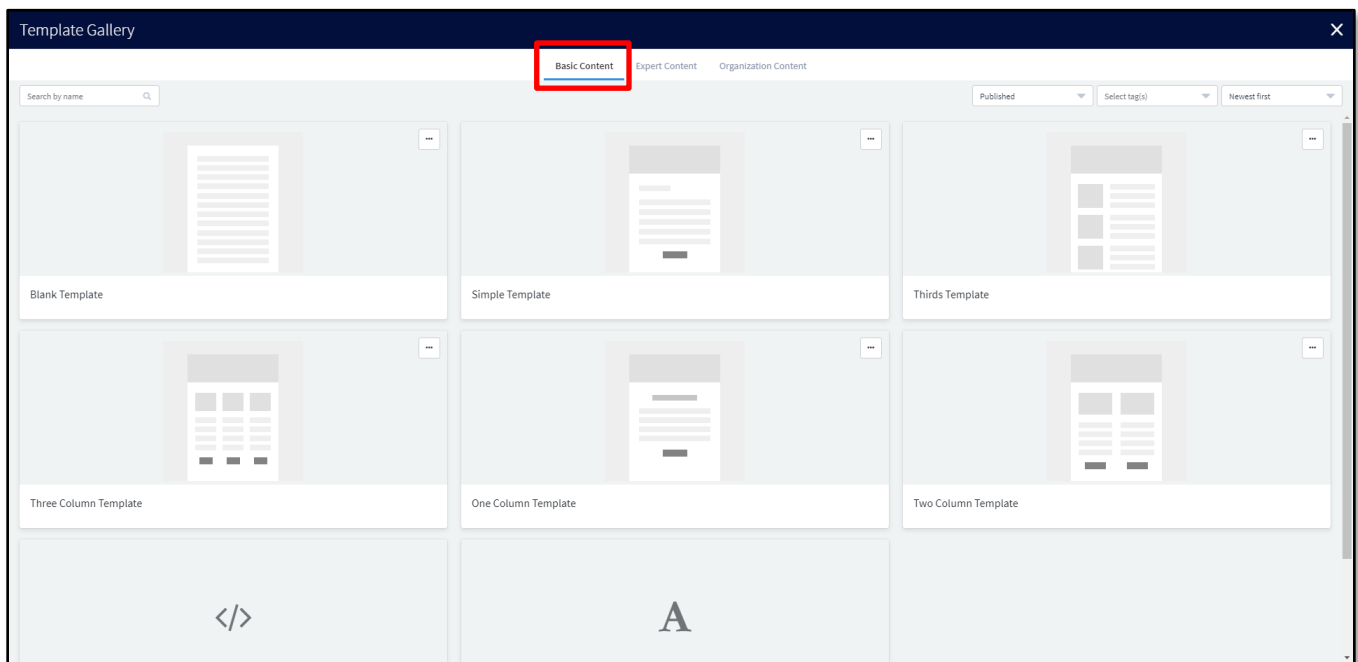 Template Gallery
Basic Content Expert Content Organization Content
Search by name Published Select tag(s) Newest first
Blank Template Simple Template Thirds Template
Three Column Template One Column Template Two Column Template
</> A